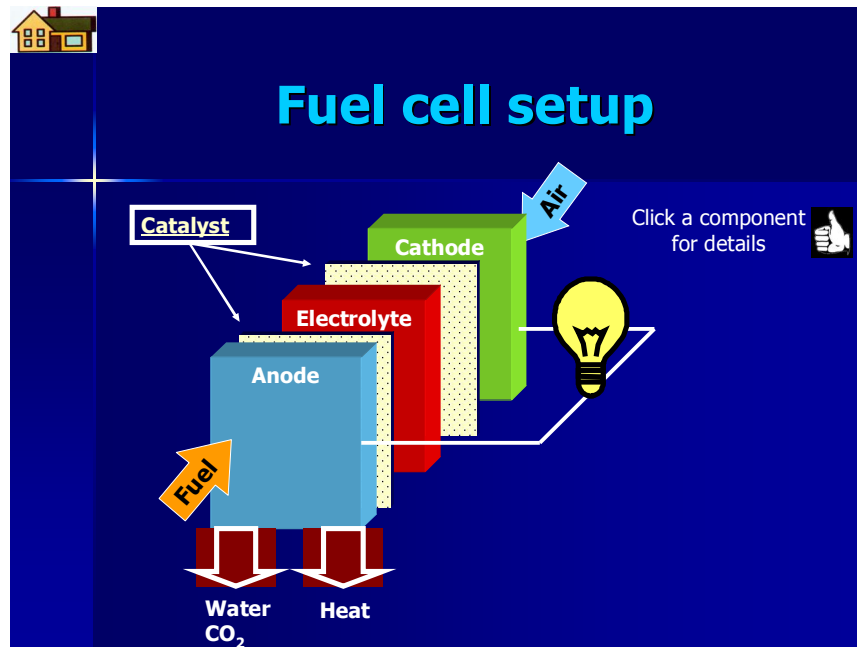 Fuel cell setup
Air
Click a component
for details
Catalyst
Cathode
Electrolyte
Anode
Fuel
Water
CO₂
Heat